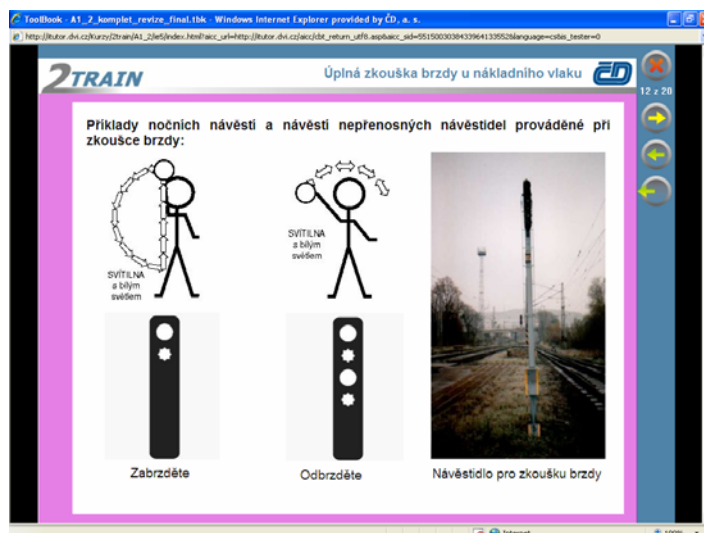 ToolBook - A1_2_komplet_revize_final.tbk - Windows Internet Explorer provided by ČD, a. s.
2TRAIN
Úplná zkouška brzdy u nákladního vlaku
ČD
12 z 20
Příklady nočních návěstí a návěstí nepřenosných návěstidel prováděné při
zkoušce brzdy:
SVÍTILNA
a bílým
světlem
SVÍTILNA
a bílým
světlem
Zabrzděte
Odbrzděte
Návěstidlo pro zkoušku brzdy
Internet
100%